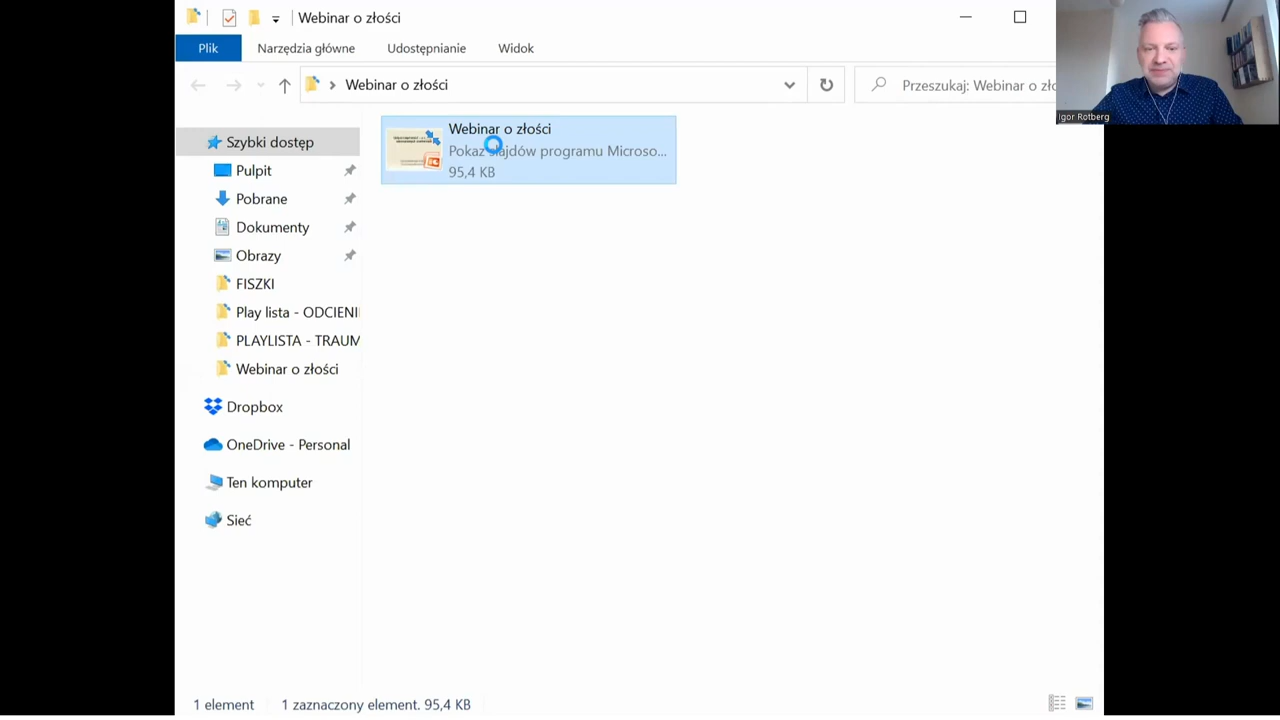 Webinar o złości
Plik Narzędzia główne Udostępnianie Widok
Webinar o złości
Przeszukaj: Webinar o zło
Igor Rotberg
Szybki dostęp
Pulpit
Pobrane
Dokumenty
Obrazy
FISZKI
Play lista - ODCIENI
PLAYLISTA - TRAUM
Webinar o złości
Dropbox
OneDrive - Personal
Ten komputer
Sieć
Webinar o złości
Pokaz slajdów programu Microso...
95,4 KB
1 element 1 zaznaczony element. 95,4 KB